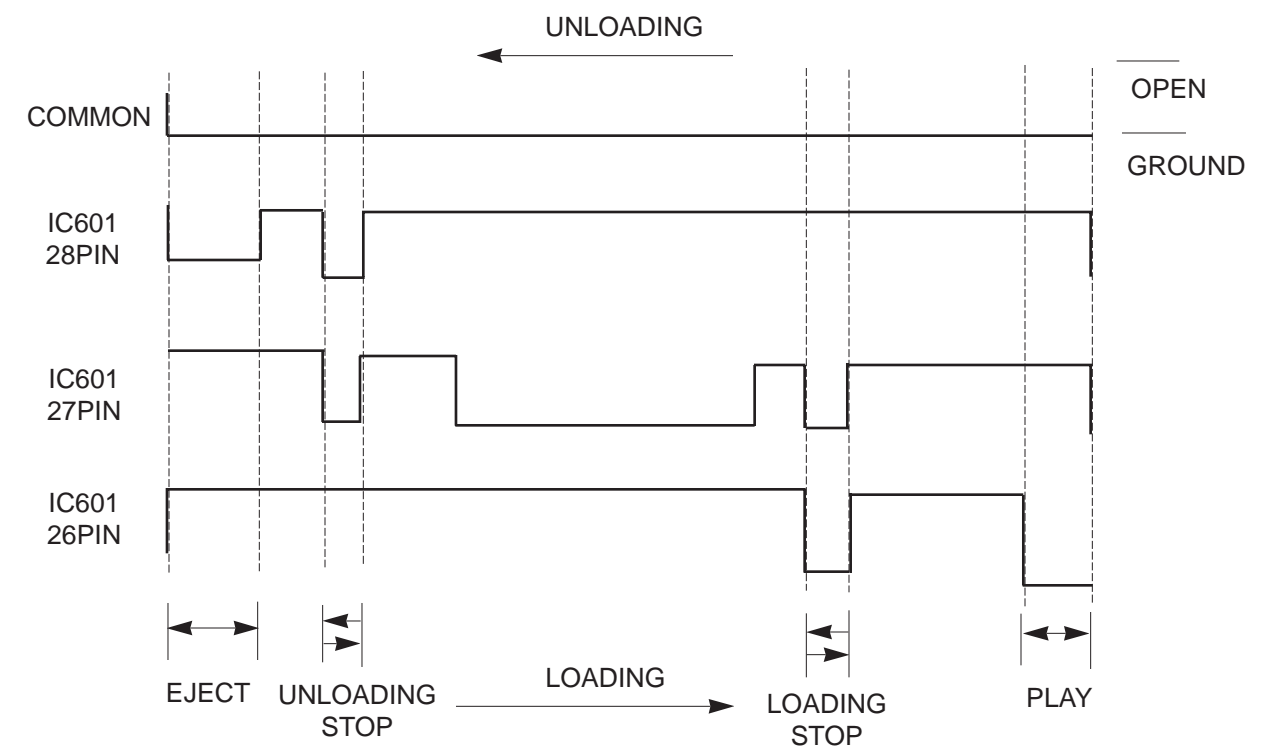 UNLOADING
OPEN
COMMON
GROUND
IC601
28PIN
IC601
27PIN
IC601
26PIN
EJECT
UNLOADING
STOP
LOADING
LOADING
STOP
PLAY